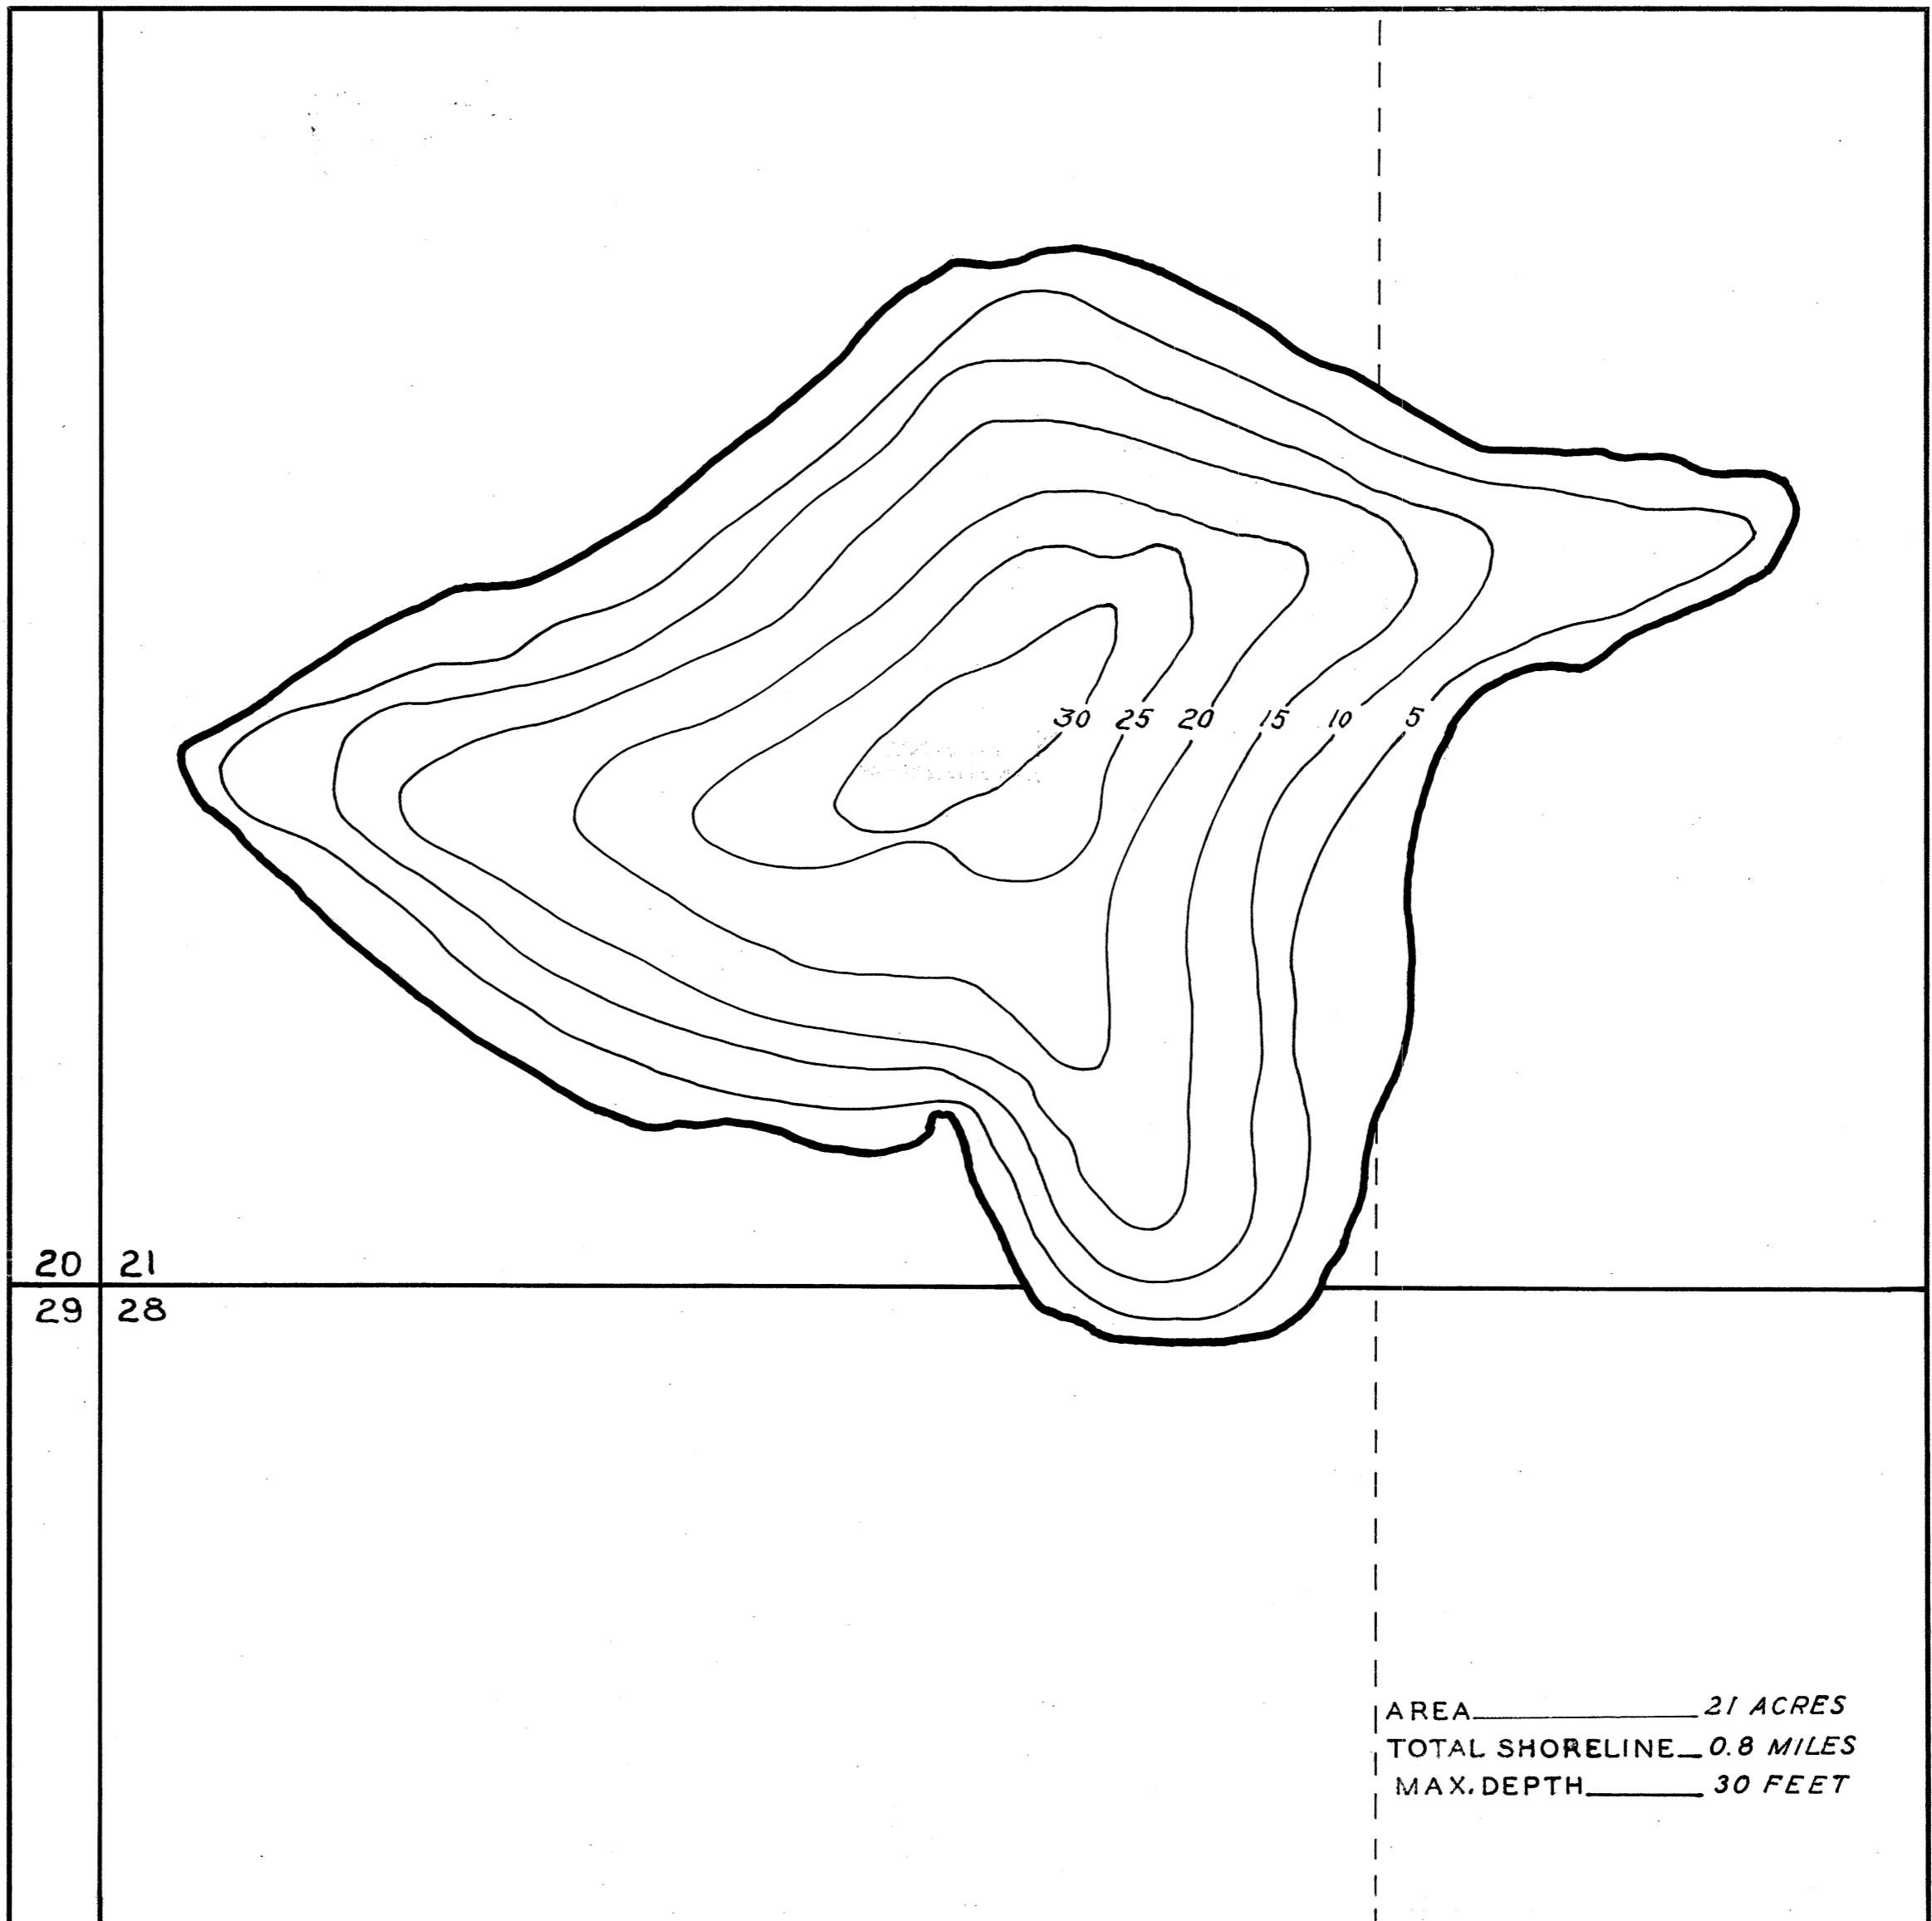 30 25 20 15 10 5
20 21
29 28
AREA 21 ACRES
TOTAL SHORELINE 0.8 MILES
MAX. DEPTH 30 FEET